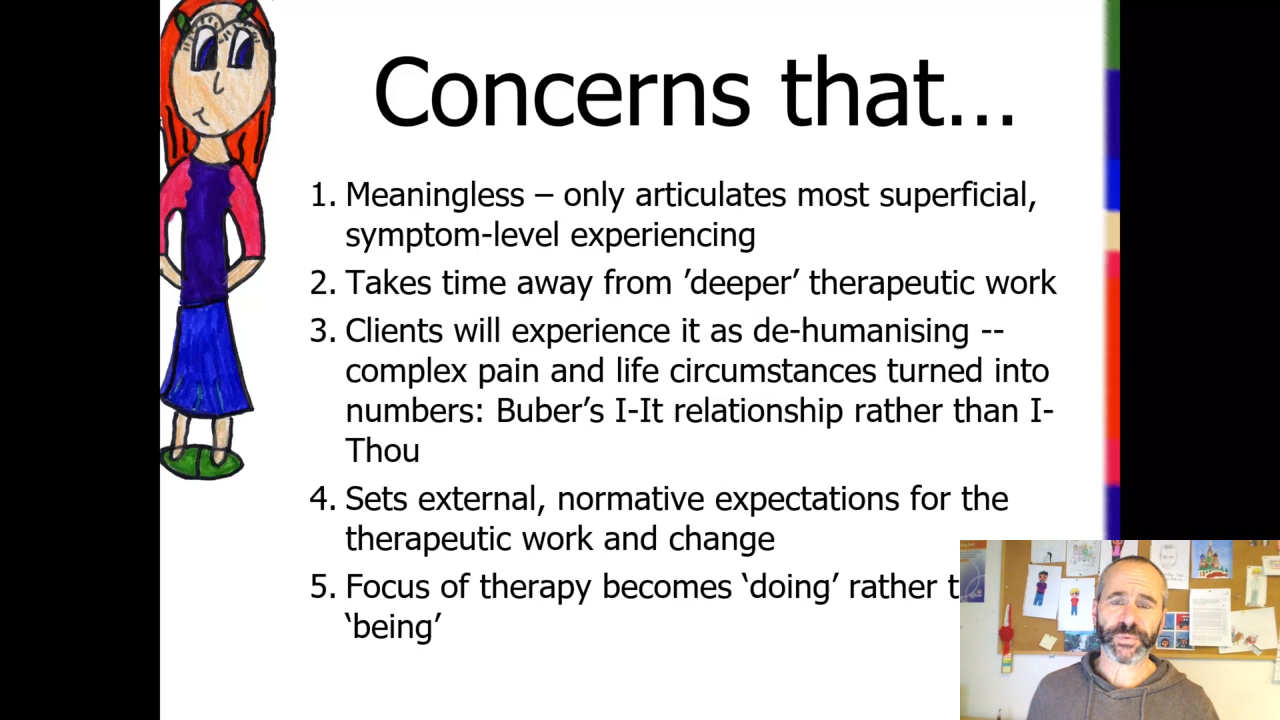 Concerns that...
1. Meaningless – only articulates most superficial,
symptom-level experiencing
2. Takes time away from ’deeper’ therapeutic work
3. Clients will experience it as de-humanising --
complex pain and life circumstances turned into
numbers: Buber’s I-It relationship rather than I-
Thou
4. Sets external, normative expectations for the
therapeutic work and change
5. Focus of therapy becomes ‘doing’ rather
‘being’